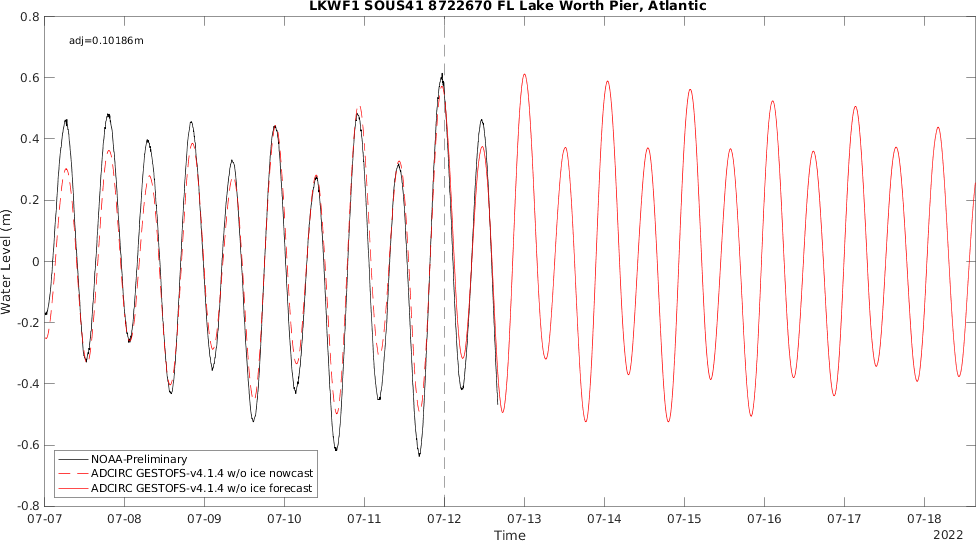 LKWF1 SOUS41 8722670 FL Lake Worth Pier, Atlantic
adj=0.10186m
Water Level (m)
0.8
0.6
0.4
0.2
0
-0.2
-0.4
-0.6
-0.8
NOAA-Preliminary
ADCIRC GESTOFS-v4.1.4 w/o ice nowcast
ADCIRC GESTOFS-v4.1.4 w/o ice forecast
07-07 07-08 07-09 07-10 07-11 07-12 07-13 07-14 07-15 07-16 07-17 07-18
Time
2022